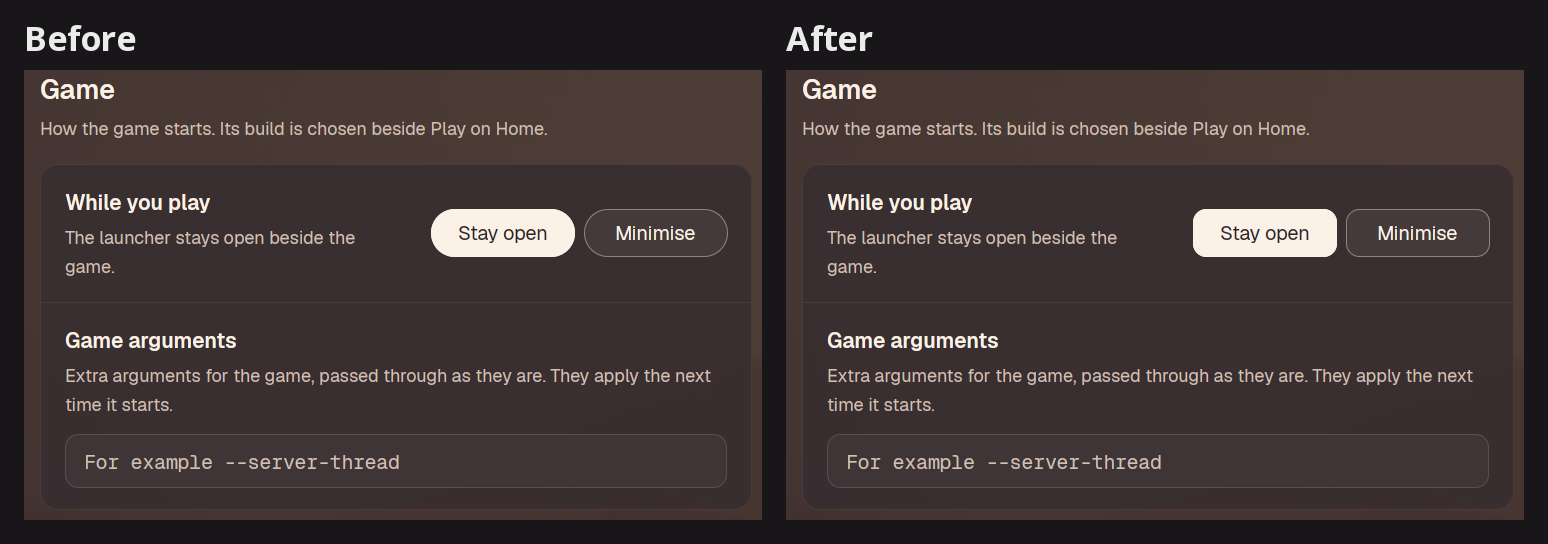 Before
Game
How the game starts. Its build is chosen beside Play on Home.
While you play
The launcher stays open beside the
game.
Stay open
Minimise
Game arguments
Extra arguments for the game, passed through as they are. They apply the next
time it starts.
For example --server-thread
After
Game
How the game starts. Its build is chosen beside Play on Home.
While you play
The launcher stays open beside the
game.
Stay open
Minimise
Game arguments
Extra arguments for the game, passed through as they are. They apply the next
time it starts.
For example --server-thread